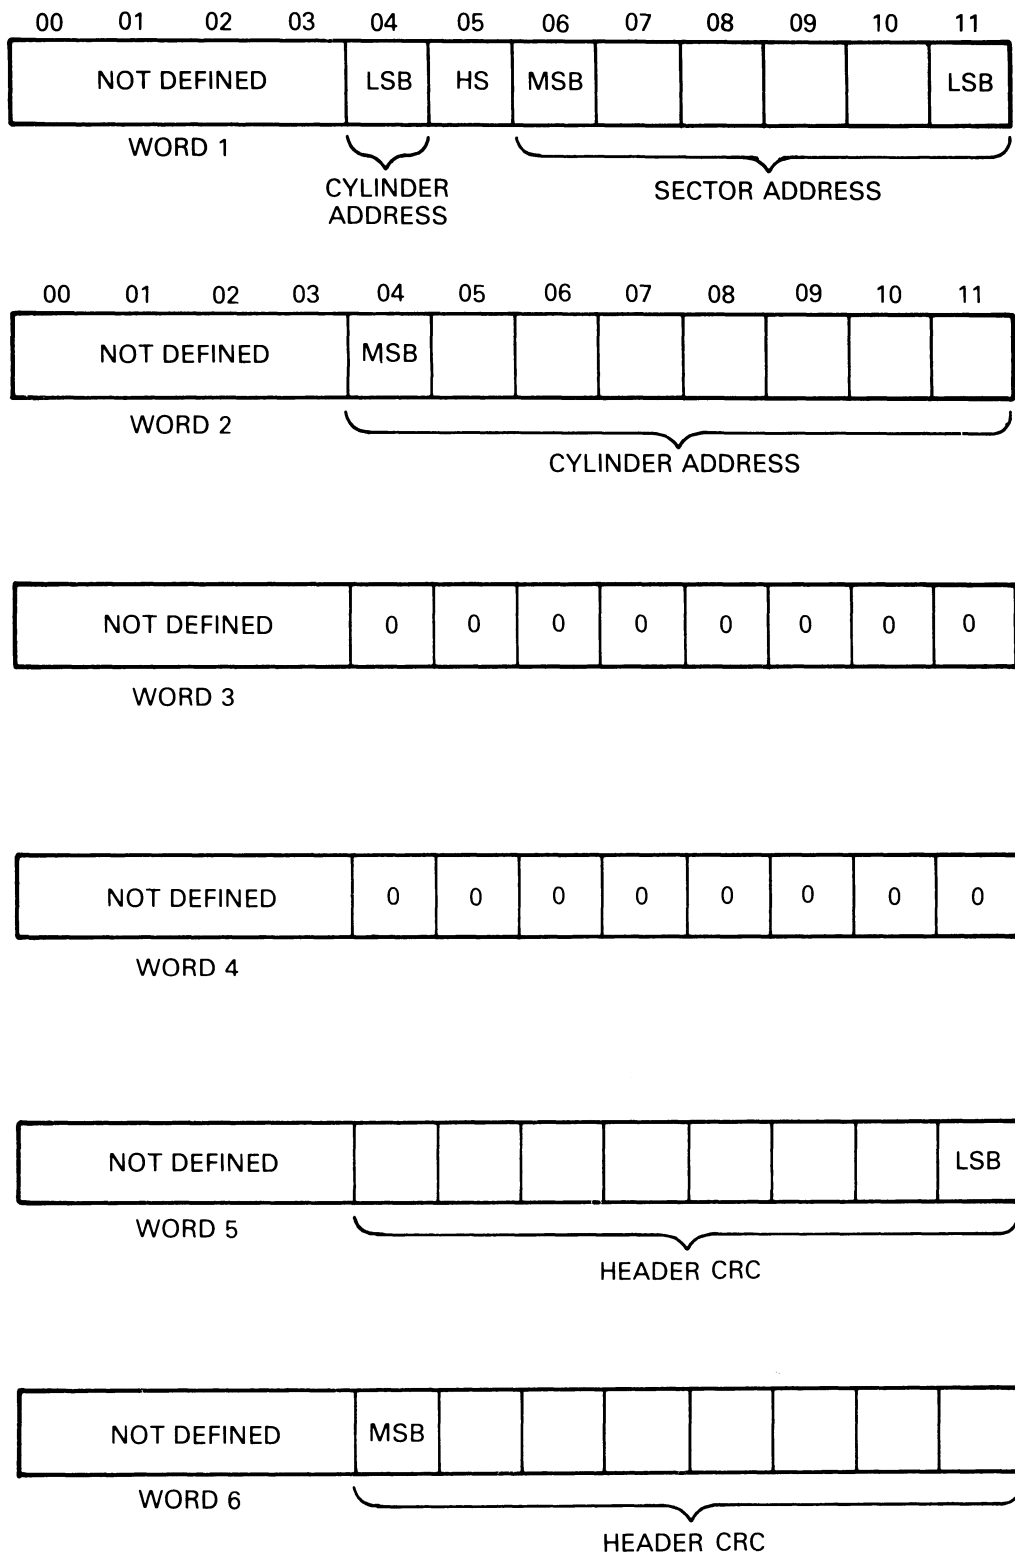 00 01 02 03 04 05 06 07 08 09 10 11
NOT DEFINED LSB HS MSB LSB
WORD 1
CYLINDER
ADDRESS
SECTOR ADDRESS
00 01 02 03 04 05 06 07 08 09 10 11
NOT DEFINED MSB
WORD 2
CYLINDER ADDRESS
NOT DEFINED 0 0 0 0 0 0 0 0
WORD 3
NOT DEFINED 0 0 0 0 0 0 0 0
WORD 4
NOT DEFINED LSB
WORD 5
HEADER CRC
NOT DEFINED MSB
WORD 6
HEADER CRC